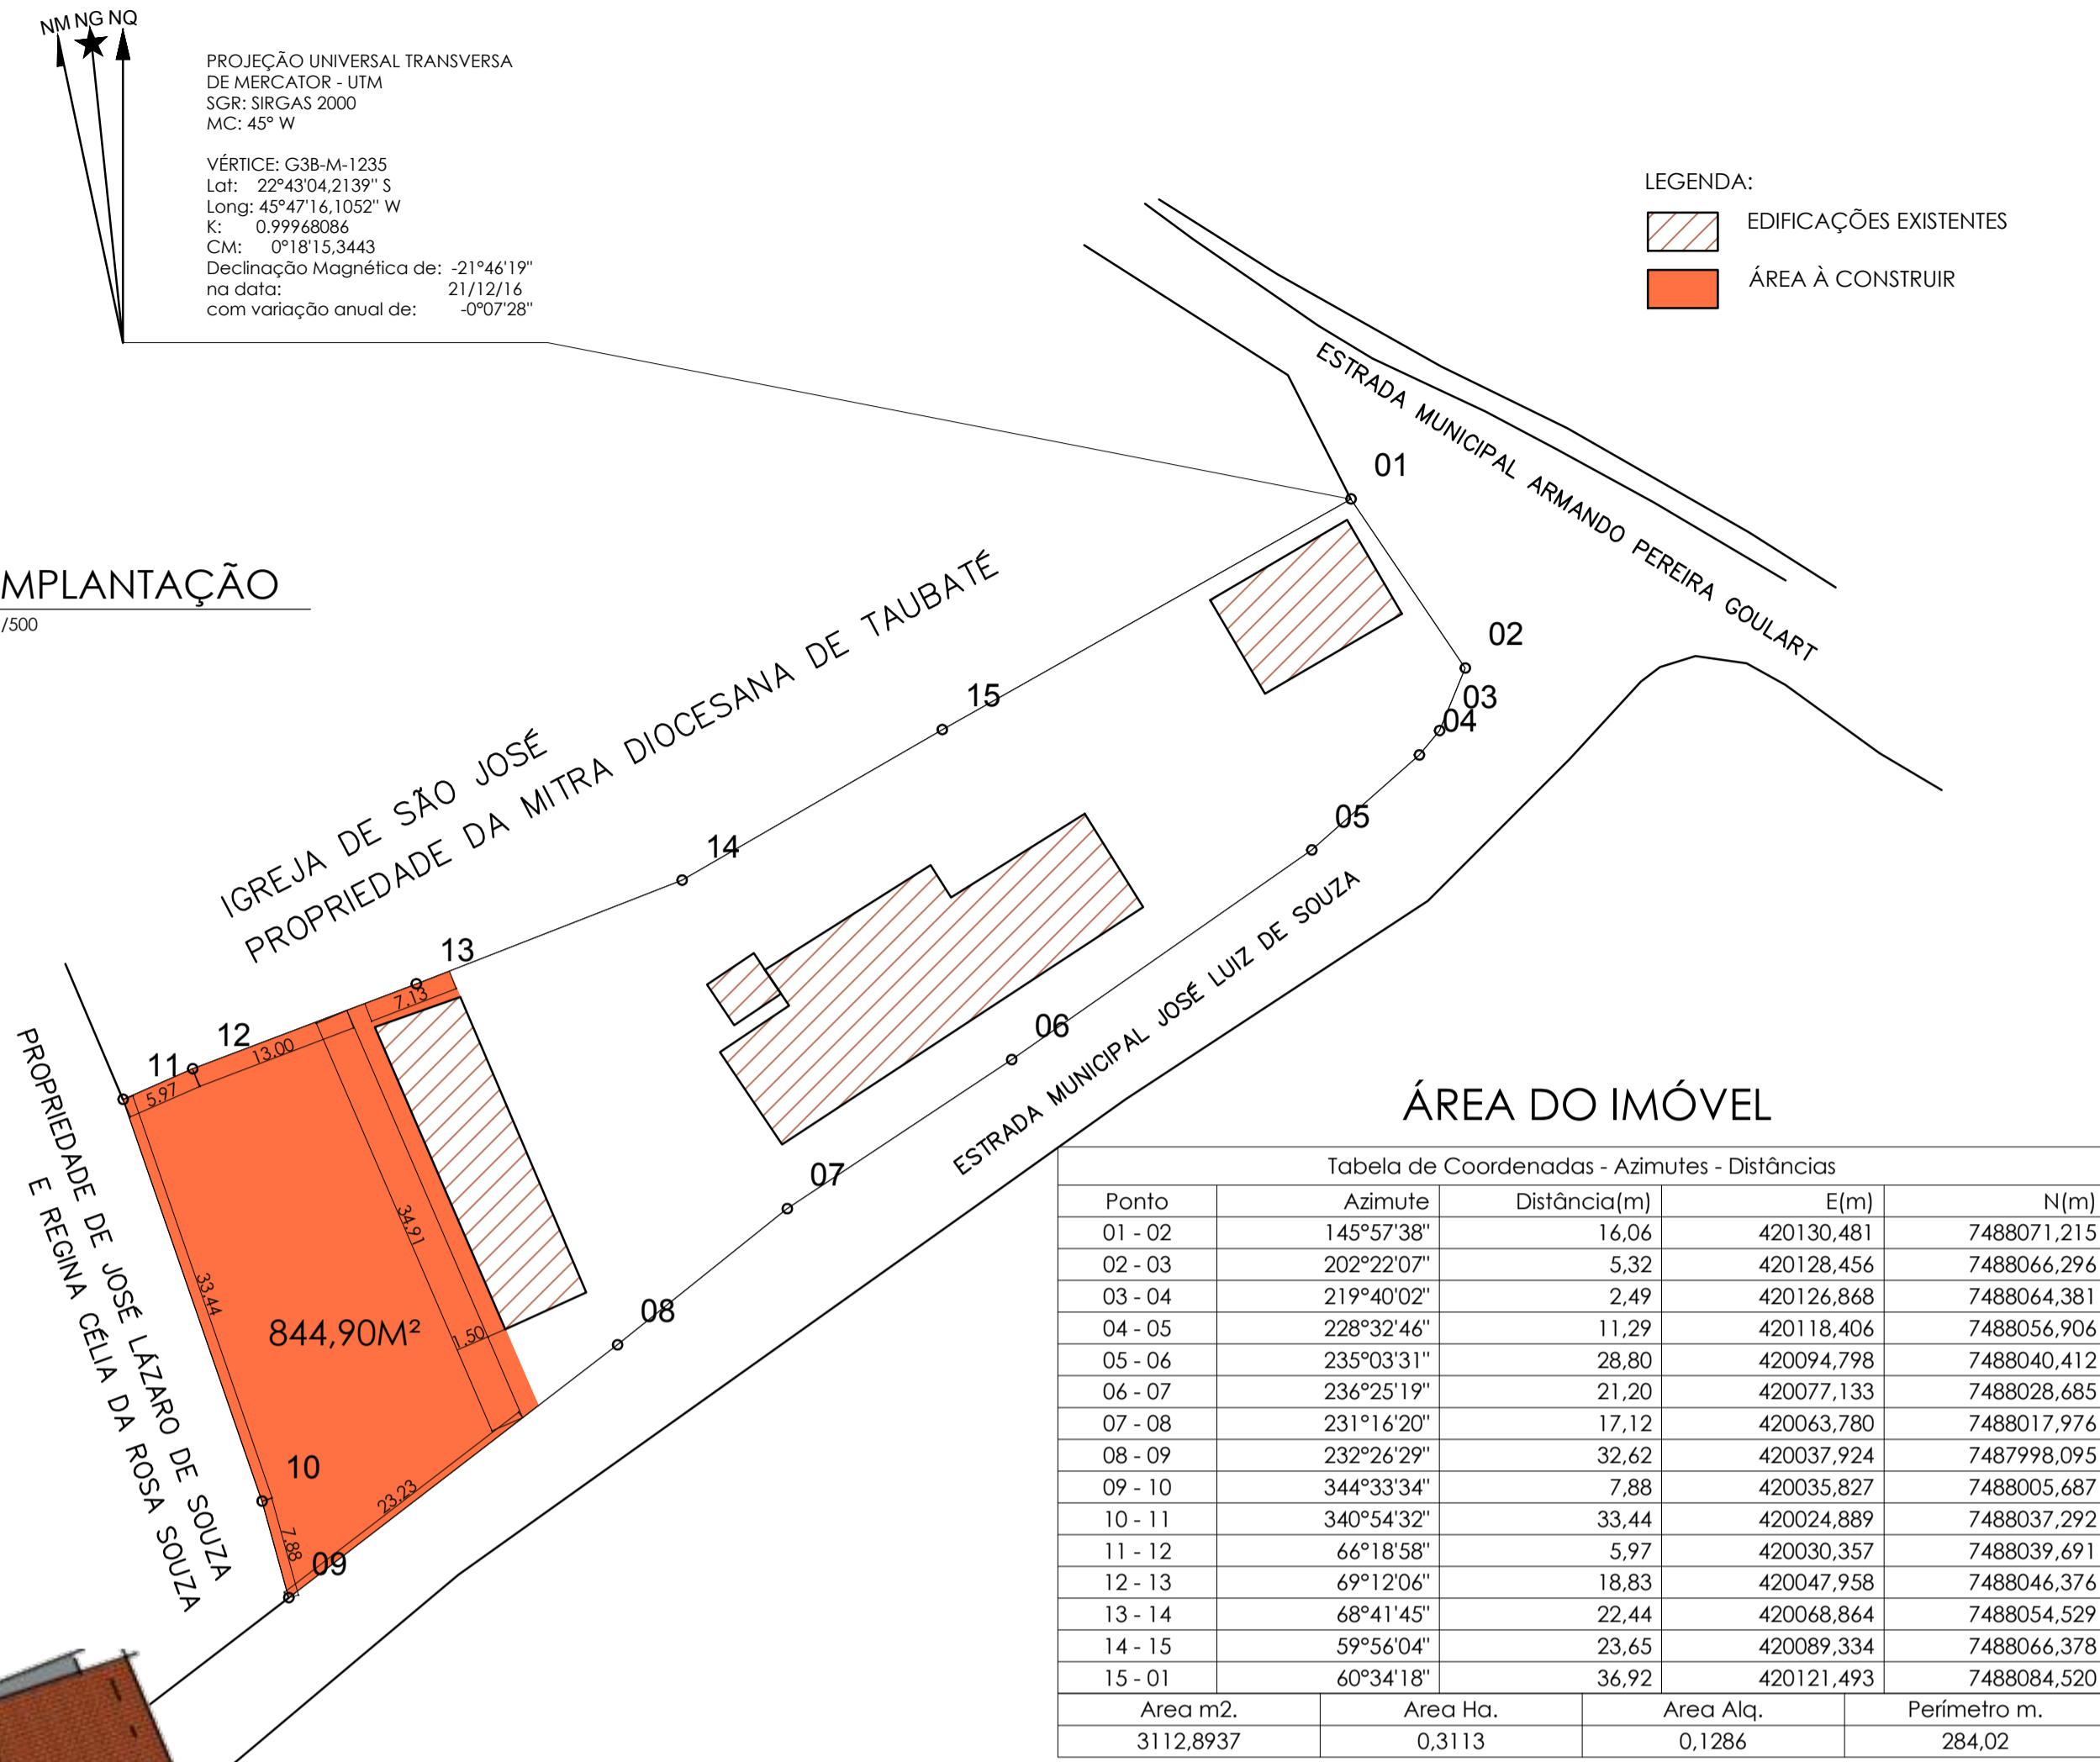 NM NG NQ
PROJEÇÃO UNIVERSAL TRANSVERSA
DE MERCATOR - UTM
SGR: SIRGAS 2000
MC: 45° W
VÉRTICE: G3B-M-1235
Lat: 22°43'04,2139" S
Long: 45°47'16,1052" W
K: 0.99968086
CM: 0°18'15,3443
Declinação Magnética de: -21°46'19"
na data: 21/12/16
com variação anual de: -0°07'28"
LEGENDA:
EDIFICAÇÕES EXISTENTES
ÁREA À CONSTRUIR
ESTRADA MUNICIPAL ARMANDO PEREIRA GOULART
MPLANTAÇÃO
/500
01
02
03
04
05
06
07
08
09
10
11
12
13
14
15
IGREJA DE SÃO JOSÉ
PROPRIEDADE DA MITRA DIOCESANA DE TAUBATÉ
ESTRADA MUNICIPAL JOSÉ LUIZ DE SOUZA
PROPRIEDADE DE JOSÉ LÁZARO DE SOUZA
E REGINA CÉLIA DA ROSA SOUZA
5.97
13.00
7.13
34.91
33.44
1.50
844,90M²
23.23
7.88
ÁREA DO IMÓVEL
Tabela de Coordenadas - Azimutes - Distâncias
Ponto Azimute Distância(m) E(m) N(m)
01 - 02 145°57'38" 16,06 420130,481 7488071,215
02 - 03 202°22'07" 5,32 420128,456 7488066,296
03 - 04 219°40'02" 2,49 420126,868 7488064,381
04 - 05 228°32'46" 11,29 420118,406 7488056,906
05 - 06 235°03'31" 28,80 420094,798 7488040,412
06 - 07 236°25'19" 21,20 420077,133 7488028,685
07 - 08 231°16'20" 17,12 420063,780 7488017,976
08 - 09 232°26'29" 32,62 420037,924 7487998,095
09 - 10 344°33'34" 7,88 420035,827 7488005,687
10 - 11 340°54'32" 33,44 420024,889 7488037,292
11 - 12 66°18'58" 5,97 420030,357 7488039,691
12 - 13 69°12'06" 18,83 420047,958 7488046,376
13 - 14 68°41'45" 22,44 420068,864 7488054,529
14 - 15 59°56'04" 23,65 420089,334 7488066,378
15 - 01 60°34'18" 36,92 420121,493 7488084,520
Area m2. Area Ha. Area Alq. Perímetro m.
3112,8937 0,3113 0,1286 284,02